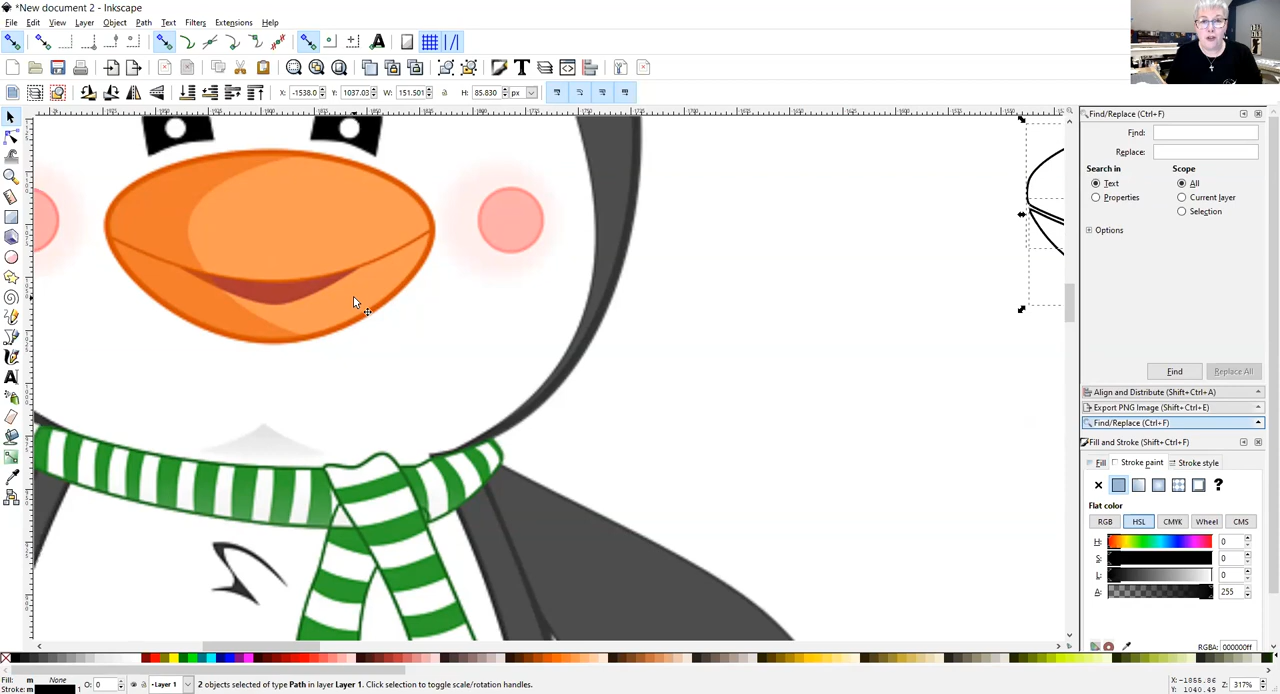 *New document 2 - Inkscape
File Edit View Layer Object Path Text Filters Extensions Help
X: -1538.0 Y: 1037.03 W: 151.501 H: 85.830 px
Find/Replace (Ctrl+F)
Find:
Replace:
Search in Scope
Text All
Properties Current layer
Selection
Options
Find Replace All
Align and Distribute (Shift+Ctrl+A)
Export PNG Image (Shift+Ctrl+E)
Find/Replace (Ctrl+F)
Fill and Stroke (Shift+Ctrl+F)
Fill Stroke paint Stroke style
?
Flat color
RGB HSL CMYK Wheel CMS
H: 0
S: 0
L: 0
A: 255
RGBA: 000000ff
Fill: m None
Stroke: m 1 O: 0 Layer 1 2 objects selected of type Path in layer Layer 1. Click selection to toggle scale/rotation handles.
X: -1855.86
Y: 1040.46 Z: 317%